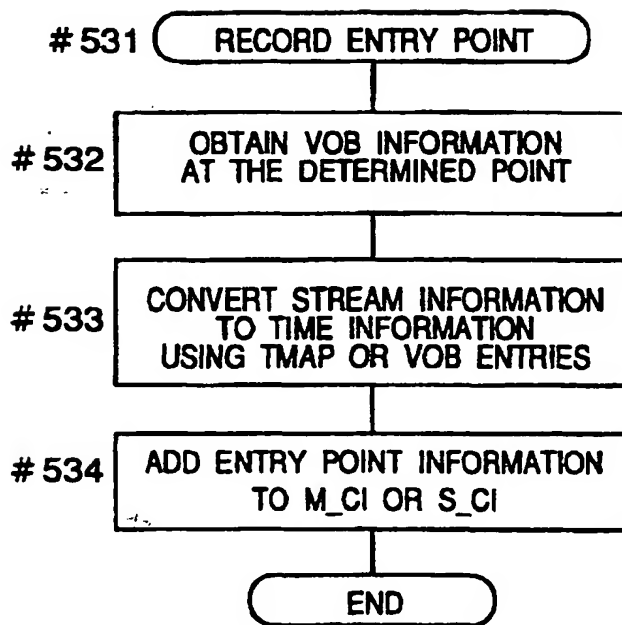 #531 RECORD ENTRY POINT
#532 OBTAIN VOB INFORMATION
AT THE DETERMINED POINT
#533 CONVERT STREAM INFORMATION
TO TIME INFORMATION
USING TMAP OR VOB ENTRIES
#534 ADD ENTRY POINT INFORMATION
TO M_CI OR S_CI
END